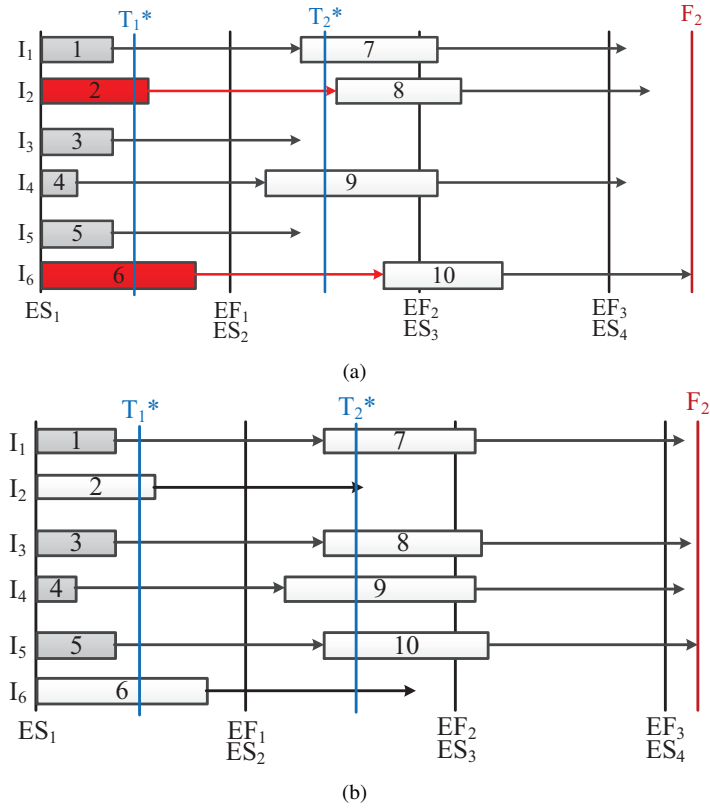 T1* T2* F2
I1 1 7
I2 2 8
I3 3
I4 4 9
I5 5
I6 6 10
ES1 EF1 EF2 EF3
ES2 ES3 ES4
(a)
T1* T2* F2
I1 1 7
I2 2
I3 3 8
I4 4 9
I5 5 10
I6 6
ES1 EF1 EF2 EF3
ES2 ES3 ES4
(b)